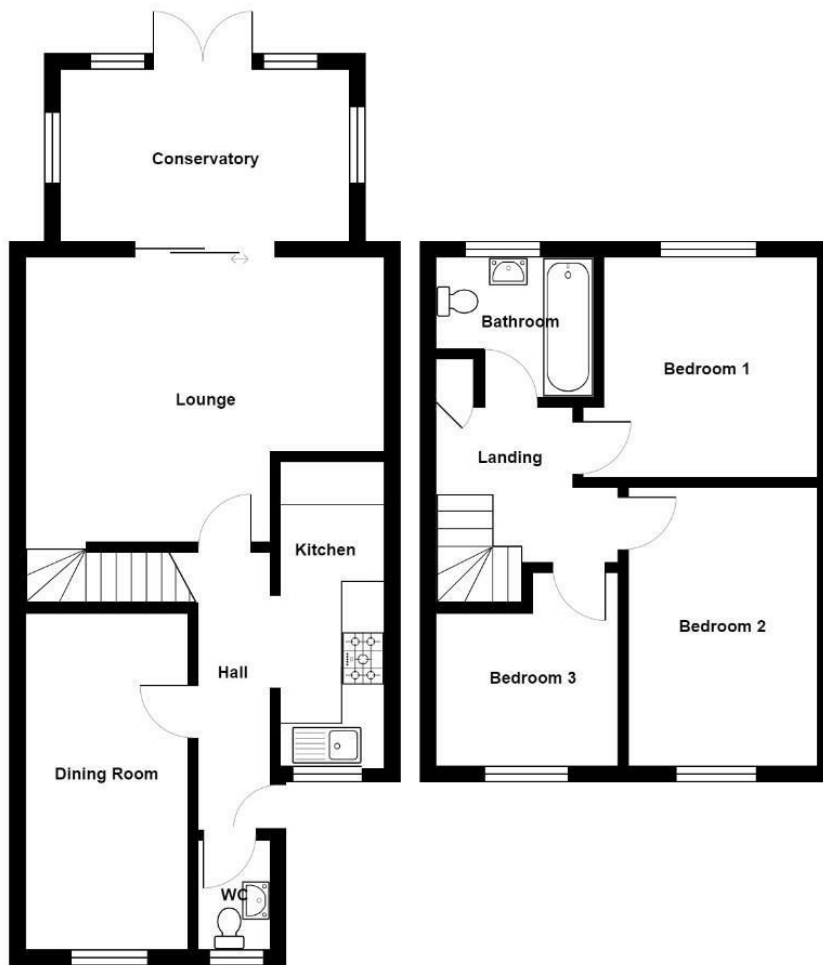 Conservatory
Lounge
Kitchen
Hall
Dining Room
WC
Bathroom
Bedroom 1
Landing
Bedroom 2
Bedroom 3